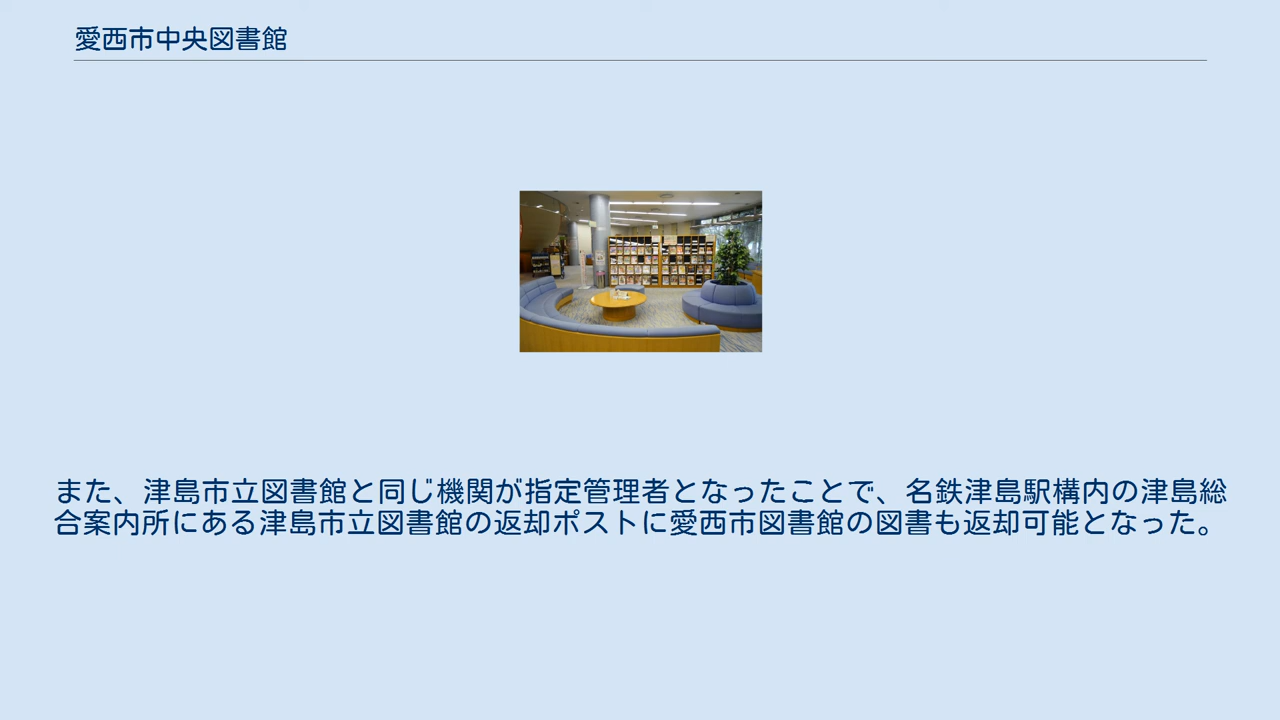 愛西市中央図書館
また、津島市立図書館と同じ機関が指定管理者となったことで、名鉄津島駅構内の津島総
合案内所にある津島市立図書館の返却ポストに愛西市図書館の図書も返却可能となった。